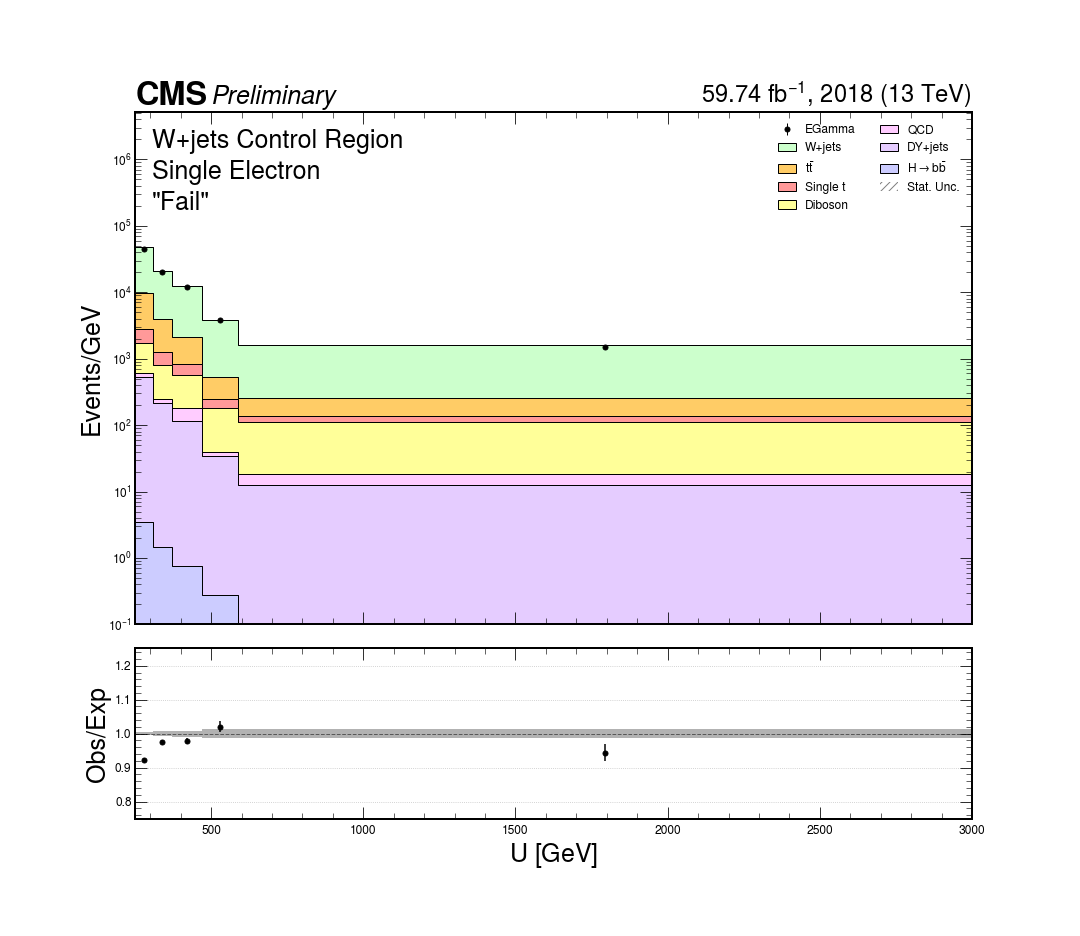 CMS Preliminary
59.74 fb⁻¹, 2018 (13 TeV)
W+jets Control Region
Single Electron
"Fail"
EGamma
W+jets
tt̄
Single t
Diboson
QCD
DY+jets
H→bb̄
Stat. Unc.
Events/GeV
10⁶
10⁵
10⁴
10³
10²
10¹
10⁰
10⁻¹
Obs/Exp
1.2
1.1
1.0
0.9
0.8
500 1000 1500 2000 2500 3000
U [GeV]